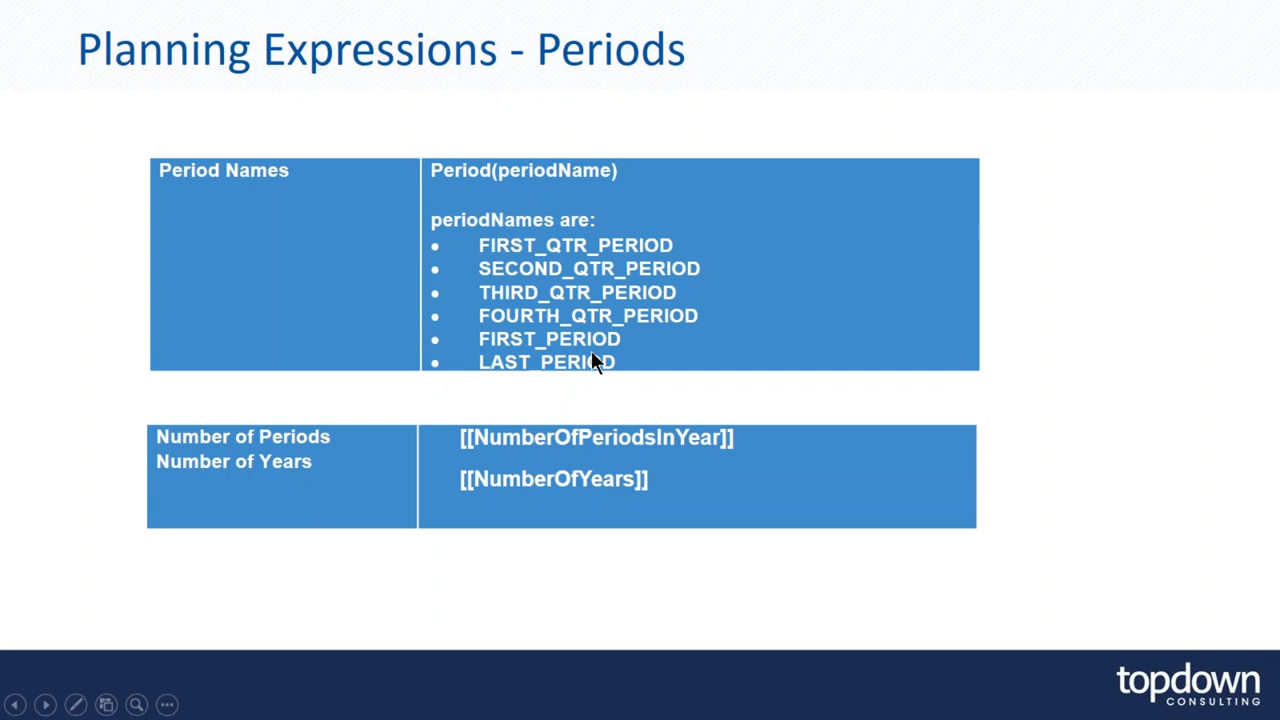 Planning Expressions - Periods
Period Names
Period(periodName)
periodNames are:
• FIRST_QTR_PERIOD
• SECOND_QTR_PERIOD
• THIRD_QTR_PERIOD
• FOURTH_QTR_PERIOD
• FIRST_PERIOD
• LAST_PERIOD
Number of Periods
Number of Years
[[NumberOfPeriodsInYear]]
[[NumberOfYears]]
topdown
CONSULTING